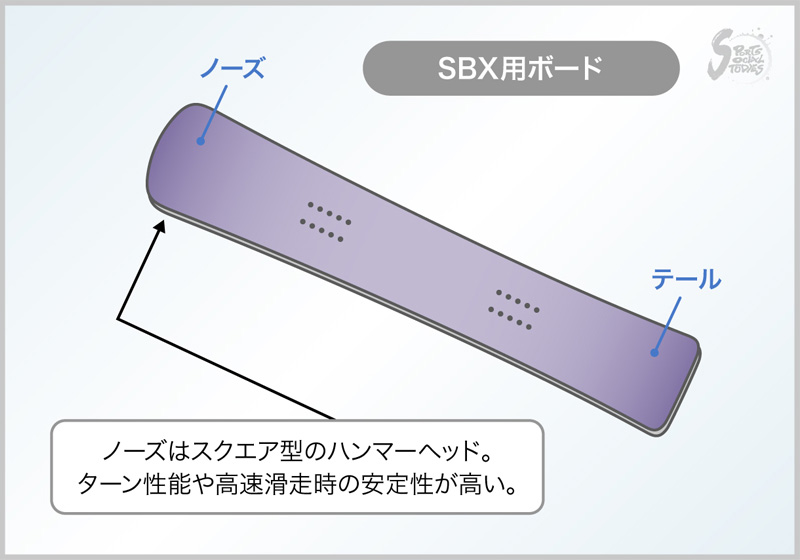 SBX用ボード
SPORTS
SOCIAL
STORIES
ノーズ
テール
ノーズはスクエア型のハンマーヘッド。
ターン性能や高速滑走時の安定性が高い。